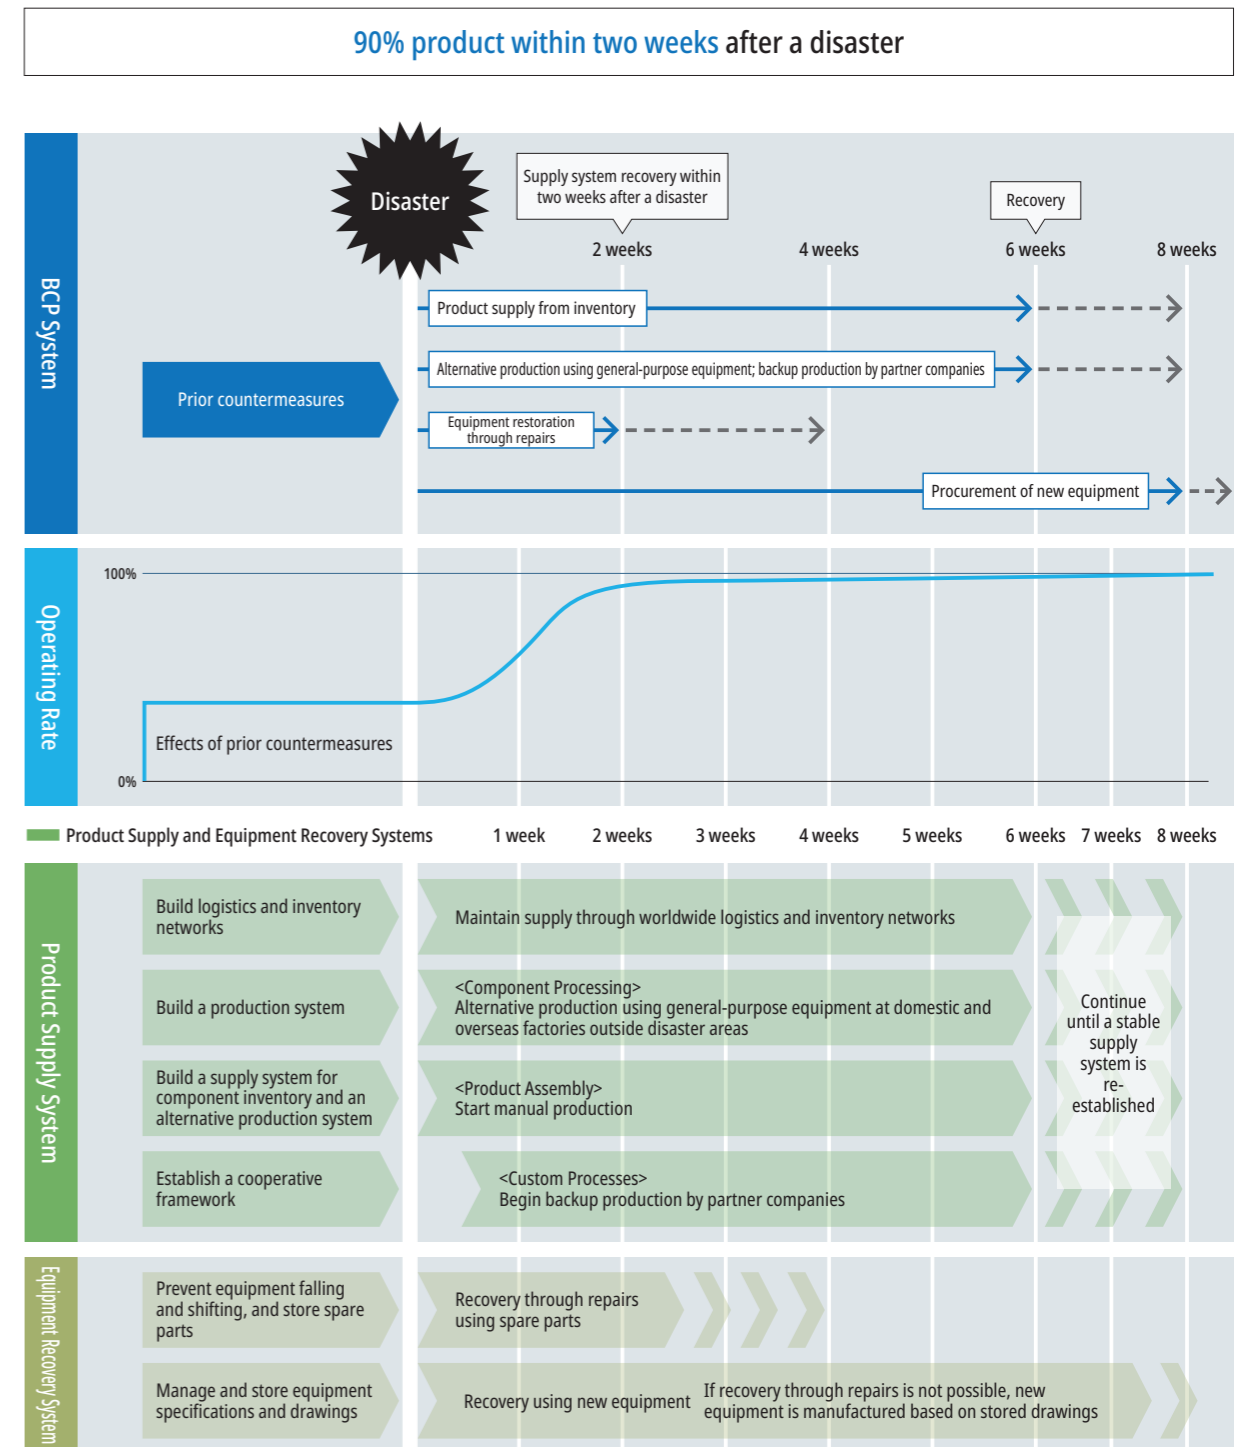 90% product within two weeks after a disaster
BCP System
Disaster
Supply system recovery within
two weeks after a disaster
Recovery
2 weeks
4 weeks
6 weeks
8 weeks
Product supply from inventory
Alternative production using general-purpose equipment; backup production by partner companies
Prior countermeasures
Equipment restoration
through repairs
Procurement of new equipment
Operating Rate
100%
Effects of prior countermeasures
0%
Product Supply and Equipment Recovery Systems
1 week
2 weeks
3 weeks
4 weeks
5 weeks
6 weeks
7 weeks
8 weeks
Product Supply System
Build logistics and inventory
networks
Maintain supply through worldwide logistics and inventory networks
Build a production system
<Component Processing>
Alternative production using general-purpose equipment at domestic and
overseas factories outside disaster areas
Build a supply system for
component inventory and an
alternative production system
<Product Assembly>
Start manual production
Establish a cooperative
framework
<Custom Processes>
Begin backup production by partner companies
Continue
until a stable
supply
system is
re-
established
Equipment Recovery System
Prevent equipment falling
and shifting, and store spare
parts
Recovery through repairs
using spare parts
Manage and store equipment
specifications and drawings
Recovery using new equipment
If recovery through repairs is not possible, new
equipment is manufactured based on stored drawings